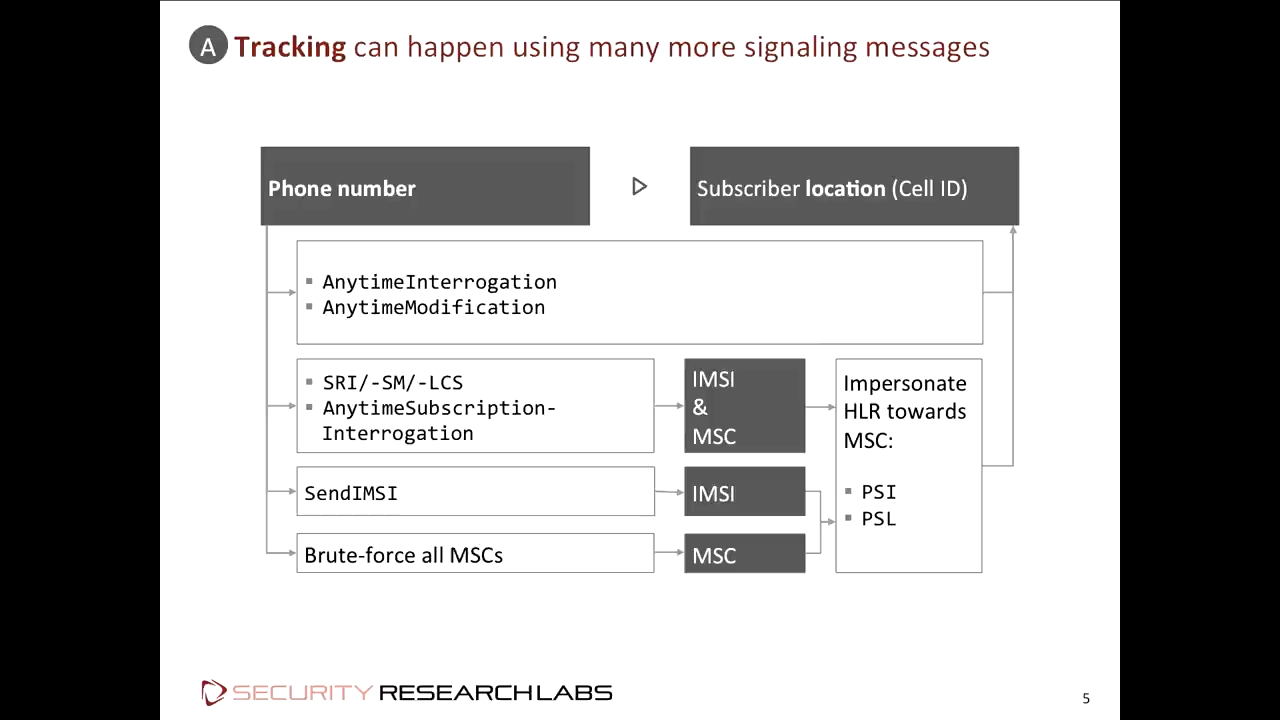 A Tracking can happen using many more signaling messages
Phone number
Subscriber location (Cell ID)
AnytimeInterrogation
AnytimeModification
SRI/-SM/-LCS
AnytimeSubscription-
Interrogation
IMSI
&
MSC
Impersonate
HLR towards
MSC:
PSI
PSL
SendIMSI
IMSI
Brute-force all MSCs
MSC
SECURITY RESEARCH LABS
5